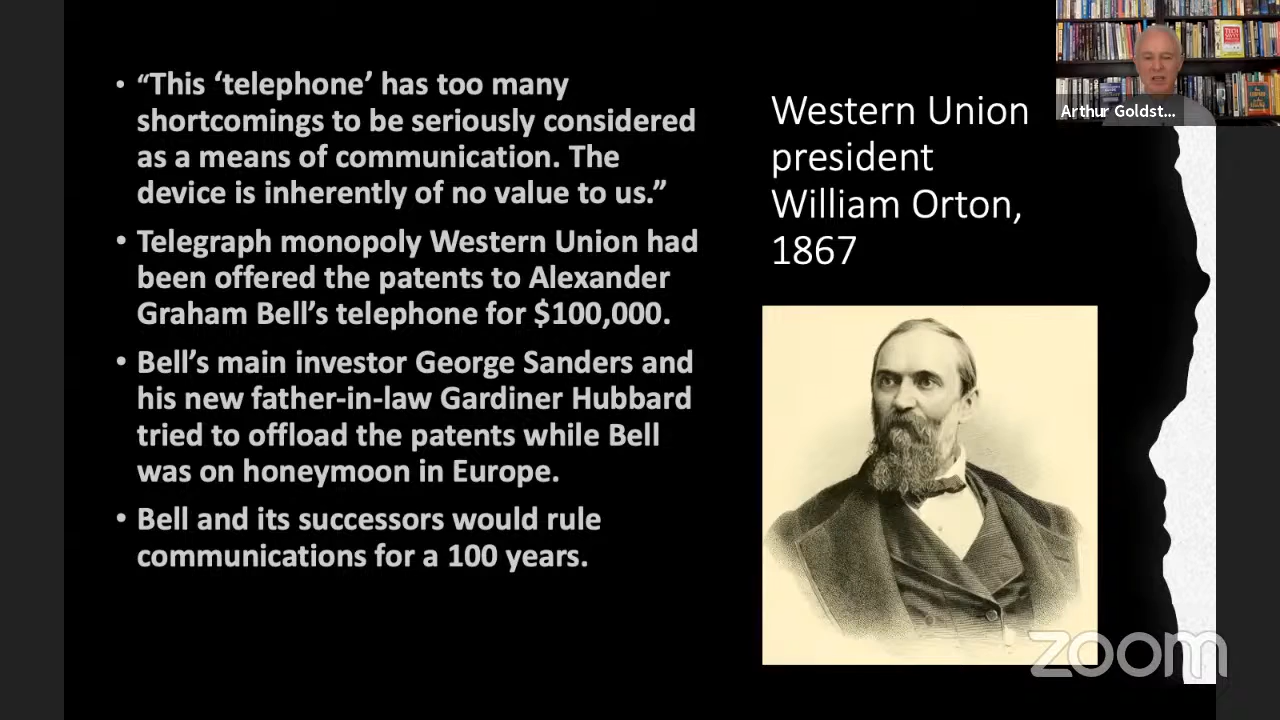 • “This ‘telephone’ has too many
shortcomings to be seriously considered
as a means of communication. The
device is inherently of no value to us.”
• Telegraph monopoly Western Union had
been offered the patents to Alexander
Graham Bell’s telephone for $100,000.
• Bell’s main investor George Sanders and
his new father-in-law Gardiner Hubbard
tried to offload the patents while Bell
was on honeymoon in Europe.
• Bell and its successors would rule
communications for a 100 years.
Western Union
president
William Orton,
1867
Arthur Goldst...
zoom